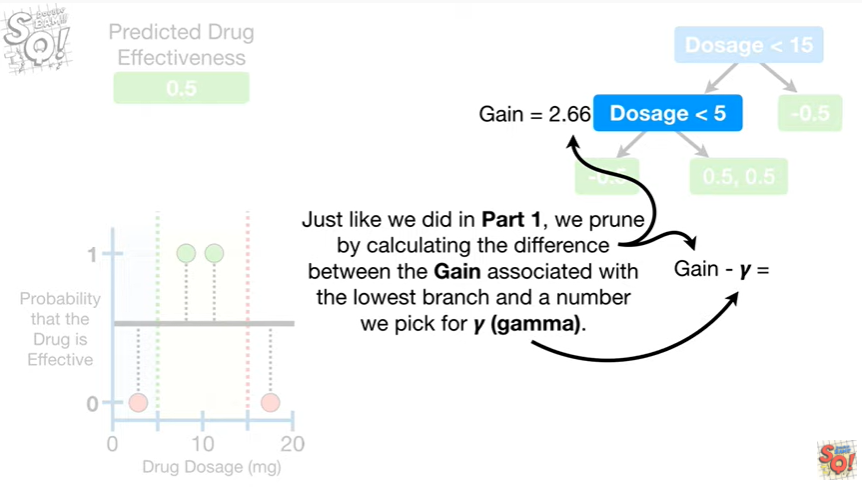 SQ!
Predicted Drug
Effectiveness
0.5
Dosage < 15
Gain = 2.66
Dosage < 5
-0.5
-0.5
0.5, 0.5
Just like we did in Part 1, we prune
by calculating the difference
between the Gain associated with
the lowest branch and a number
we pick for γ (gamma).
Gain - γ =
Probability
that the
Drug is
Effective
1
0
0
10
20
Drug Dosage (mg)
SQ!